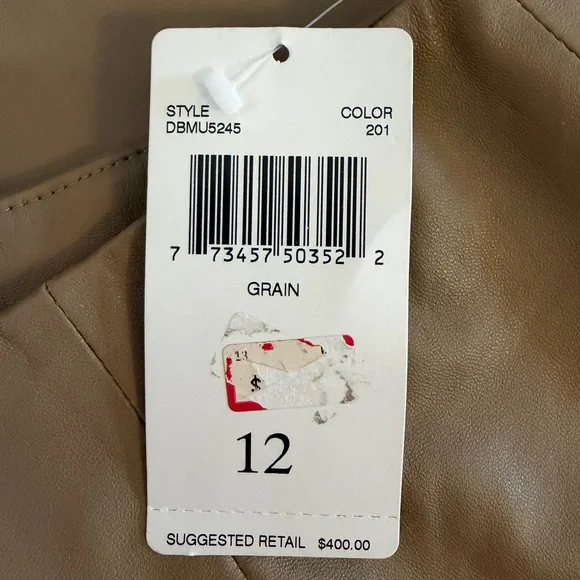 STYLE COLOR
DBMU5245 201
7 73457 50352 2
GRAIN
13
$
12
SUGGESTED RETAIL $400.00